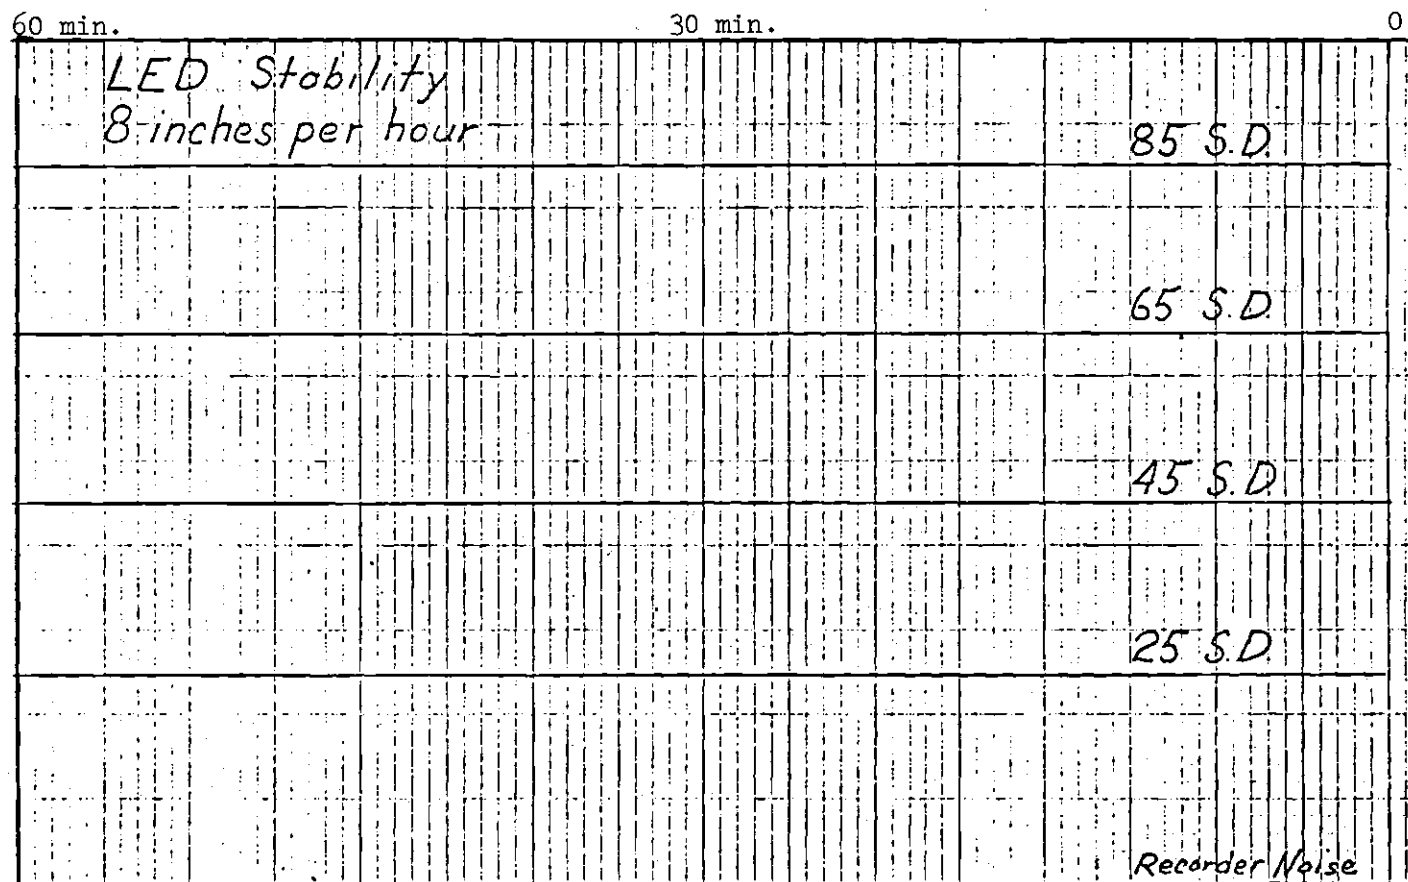 60 min. 30 min. 0
LED Stability
8 inches per hour
85 S.D.
65 S.D.
45 S.D.
25 S.D.
Recorder Noise